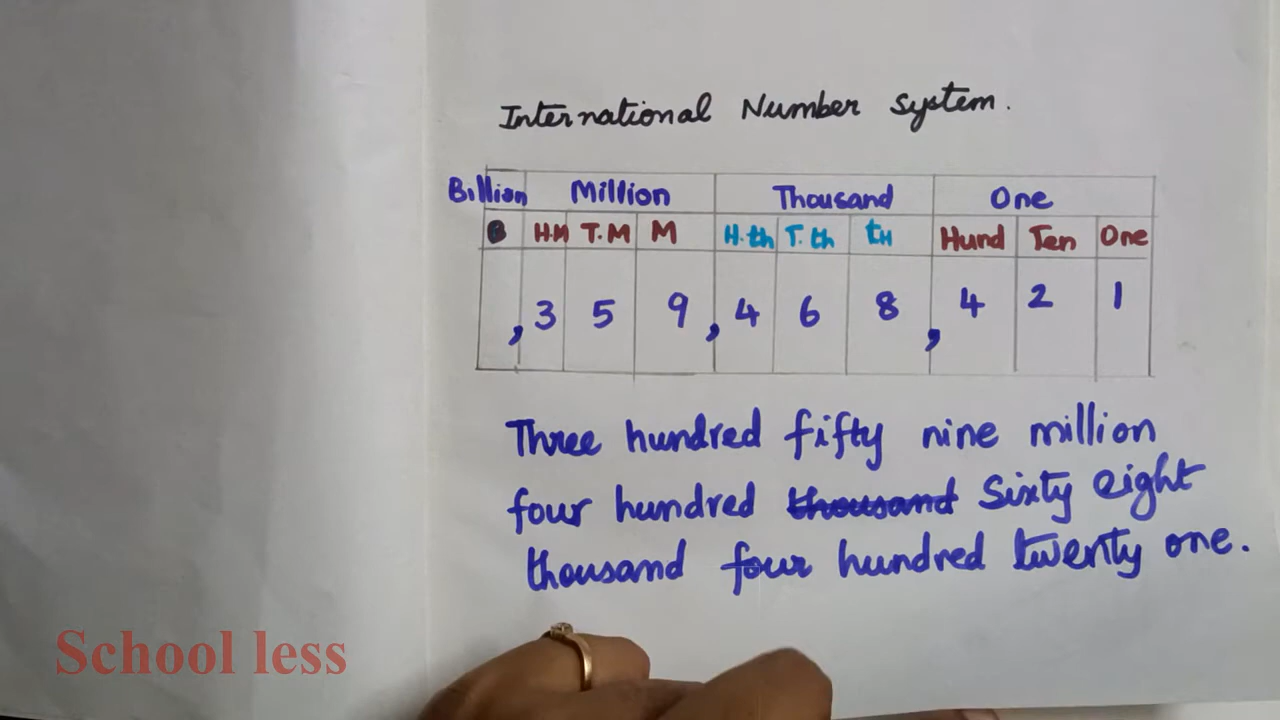 International Number System.
Billion Million Thousand One
B H.M T.M M H.th T.th tH Hund Ten One
, 3 5 9 , 4 6 8 , 4 2 1
Three hundred fifty nine million
four hundred thousand Sixty eight
thousand four hundred twenty one.
School less